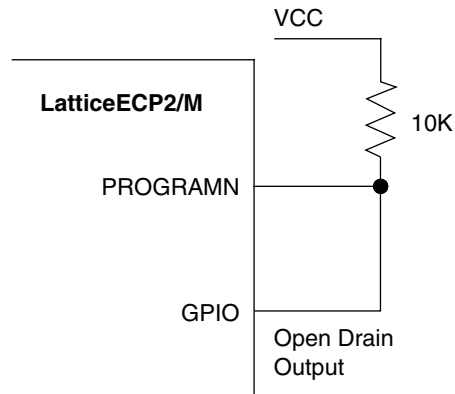 VCC
LatticeECP2/M
10K
PROGRAMN
GPIO
Open Drain
Output